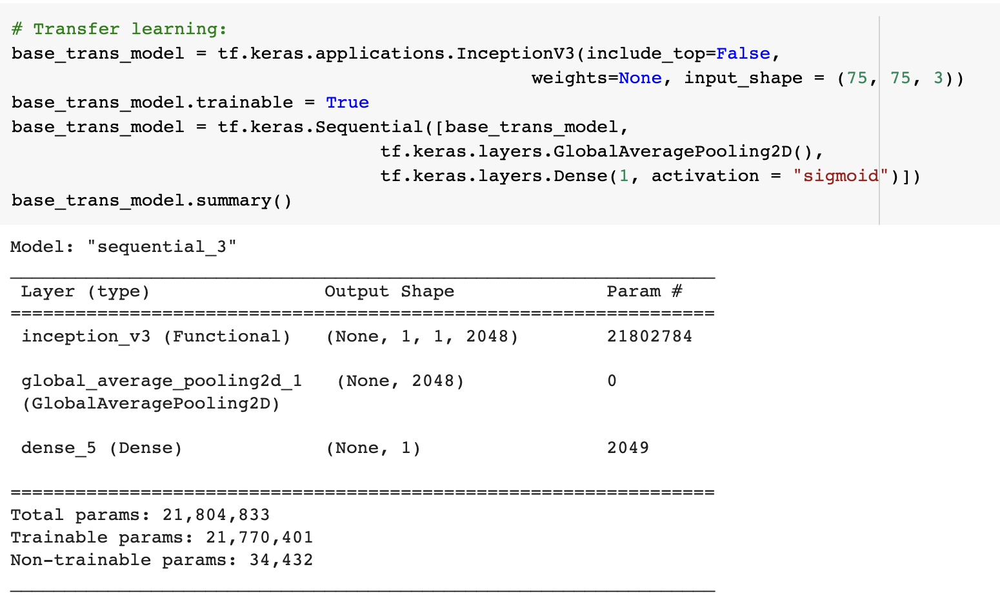 # Transfer learning:
base_trans_model = tf.keras.applications.InceptionV3(include_top=False,
weights=None, input_shape = (75, 75, 3))
base_trans_model.trainable = True
base_trans_model = tf.keras.Sequential([base_trans_model,
tf.keras.layers.GlobalAveragePooling2D(),
tf.keras.layers.Dense(1, activation = "sigmoid")])
base_trans_model.summary()
Model: "sequential_3"
_________________________________________________________________
Layer (type) Output Shape Param #
=================================================================
inception_v3 (Functional) (None, 1, 1, 2048) 21802784
global_average_pooling2d_1 (None, 2048) 0
(GlobalAveragePooling2D)
dense_5 (Dense) (None, 1) 2049
=================================================================
Total params: 21,804,833
Trainable params: 21,770,401
Non-trainable params: 34,432
_________________________________________________________________